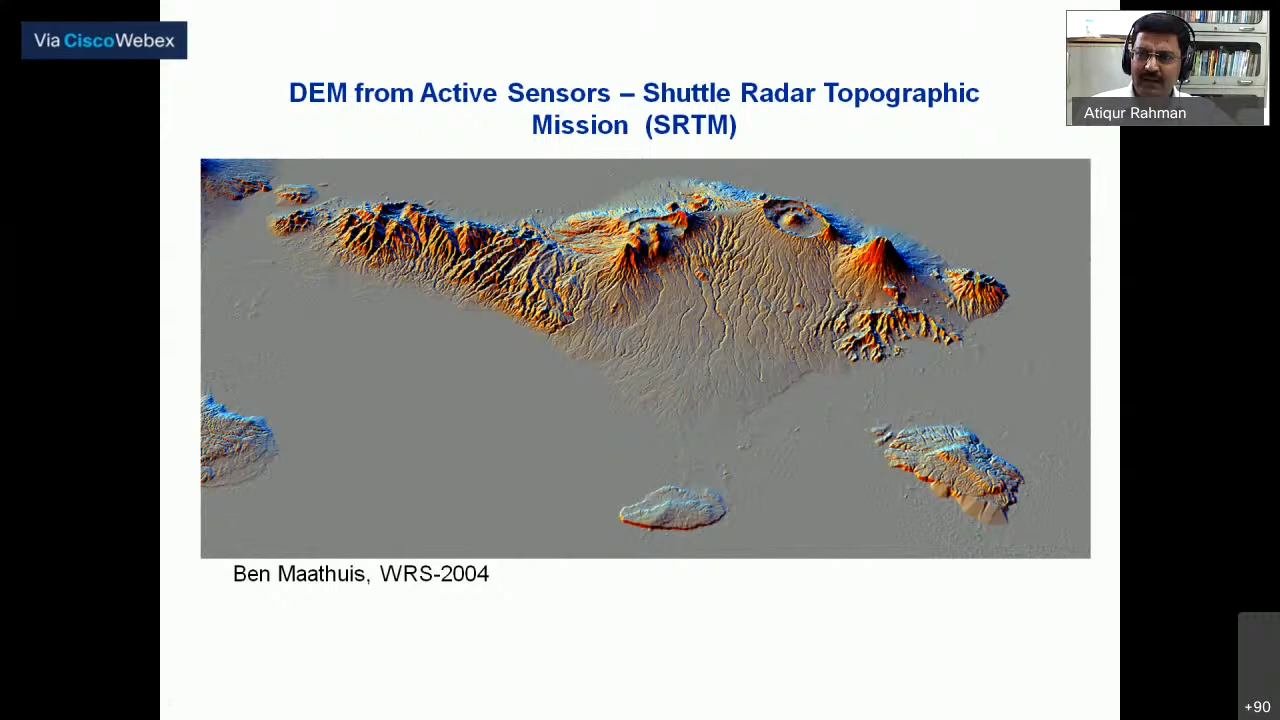 Via CiscoWebex
DEM from Active Sensors – Shuttle Radar Topographic
Mission (SRTM)
Atiqur Rahman
Ben Maathuis, WRS-2004
+90